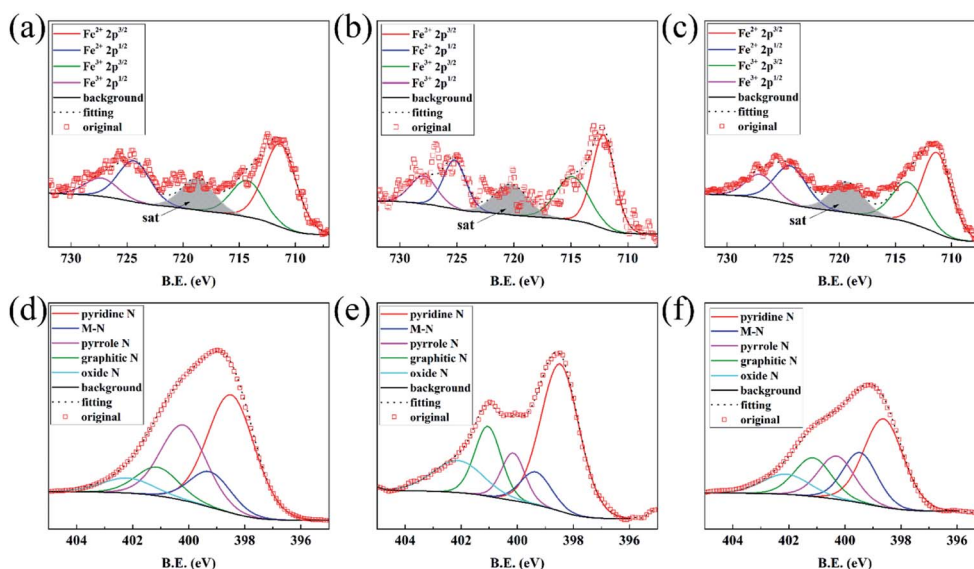 (a)
Fe2+ 2p3/2
Fe2+ 2p1/2
Fe3+ 2p3/2
Fe3+ 2p1/2
background
fitting
original
sat
730 725 720 715 710
B.E. (eV)
(b)
Fe2+ 2p3/2
Fe2+ 2p1/2
Fe3+ 2p3/2
Fe3+ 2p1/2
background
fitting
original
sat
730 725 720 715 710
B.E. (eV)
(c)
Fe2+ 2p3/2
Fe2+ 2p1/2
Fe3+ 2p3/2
Fe3+ 2p1/2
background
fitting
original
sat
730 725 720 715 710
B.E. (eV)
(d)
pyridine N
M-N
pyrrole N
graphitic N
oxide N
background
fitting
original
404 402 400 398 396
B.E. (eV)
(e)
pyridine N
M-N
pyrrole N
graphitic N
oxide N
background
fitting
original
404 402 400 398 396
B.E. (eV)
(f)
pyridine N
M-N
pyrrole N
graphitic N
oxide N
background
fitting
original
404 402 400 398 396
B.E. (eV)